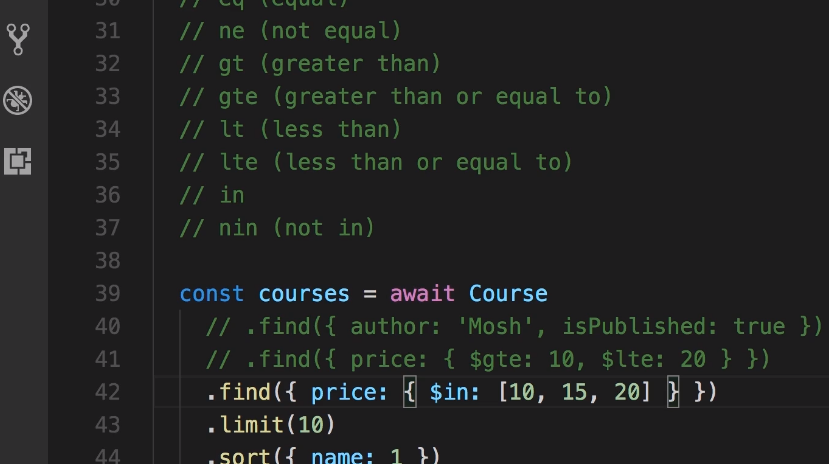 30 // eq (equal)
31 // ne (not equal)
32 // gt (greater than)
33 // gte (greater than or equal to)
34 // lt (less than)
35 // lte (less than or equal to)
36 // in
37 // nin (not in)
38
39 const courses = await Course
40 // .find({ author: 'Mosh', isPublished: true })
41 // .find({ price: { $gte: 10, $lte: 20 } })
42 .find({ price: { $in: [10, 15, 20] } })
43 .limit(10)
44 .sort({ name: 1 })